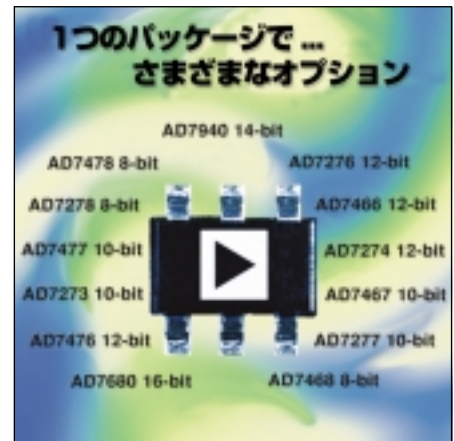 1つのパッケージで...
さまざまなオプション
AD7940 14-bit
AD7478 8-bit
AD7276 12-bit
AD7278 8-bit
AD7466 12-bit
AD7477 10-bit
AD7274 12-bit
AD7273 10-bit
AD7467 10-bit
AD7476 12-bit
AD7277 10-bit
AD7680 16-bit
AD7468 8-bit